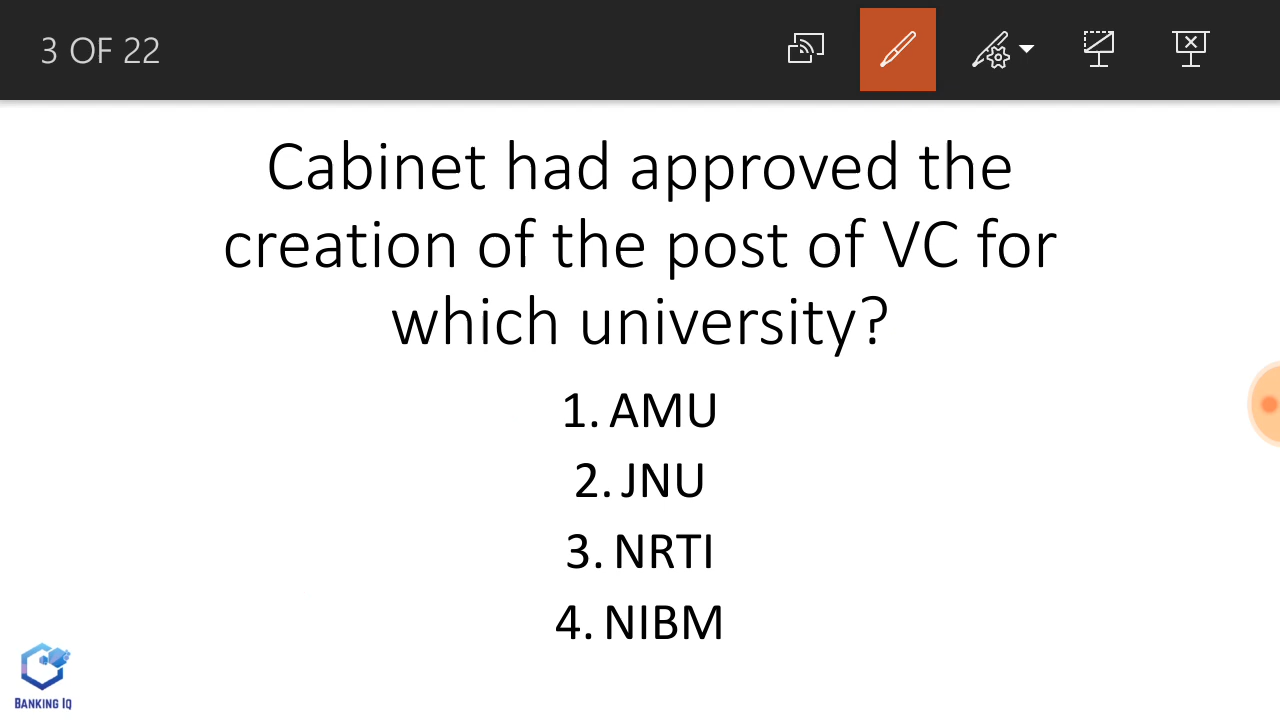 3 OF 22
Cabinet had approved the
creation of the post of VC for
which university?
1. AMU
2. JNU
3. NRTI
4. NIBM
BANKING IQ